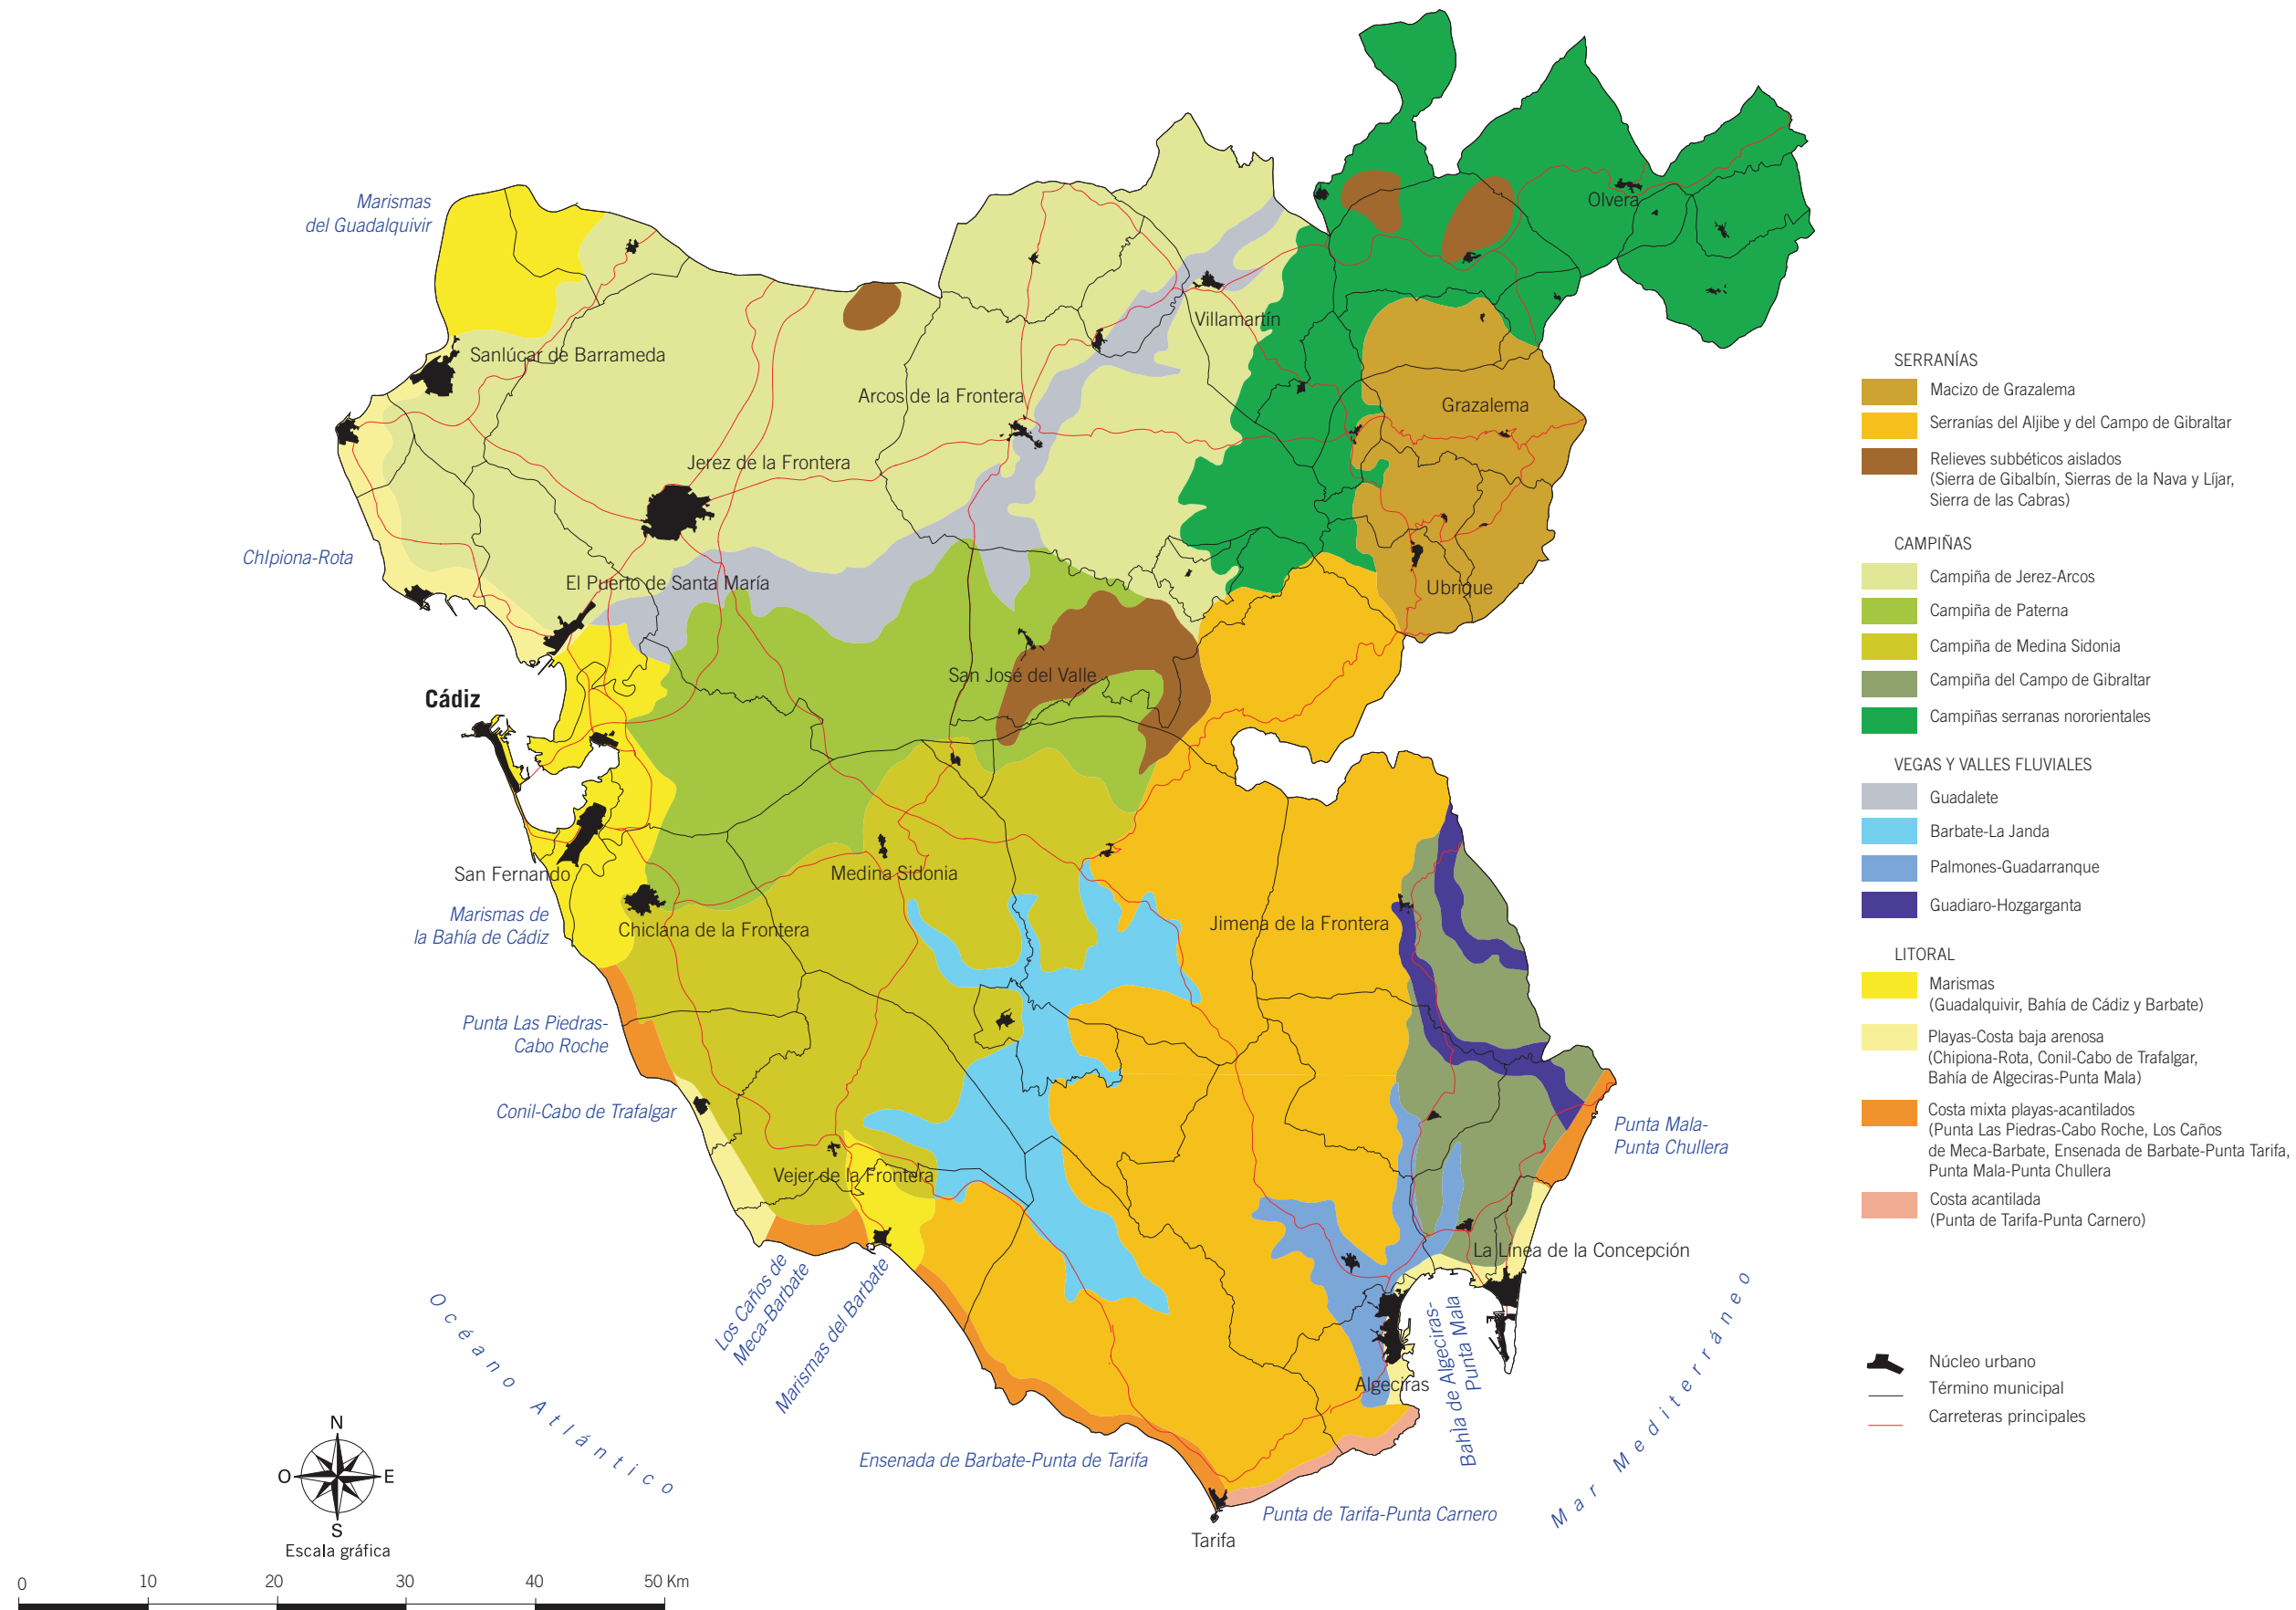 Marismas
del Guadalquivir
Olvera
Villamartín
Sanlúcar de Barrameda
Arcos de la Frontera
Grazalema
Jerez de la Frontera
ChIpiona-Rota
El Puerto de Santa María
Ubrique
San José del Valle
Cádiz
San Fernando
Medina Sidonia
Marismas de
la Bahía de Cádiz
Chiclana de la Frontera
Jimena de la Frontera
Punta Las Piedras-
Cabo Roche
Conil-Cabo de Trafalgar
Punta Mala-
Punta Chullera
Vejer de la Frontera
La Línea de la Concepción
Los Caños de
Meca-Barbate
Marismas del Barbate
Bahìa de Algeciras-
Punta Mala
Algeciras
Océano Atlántico
Mar Mediterráneo
Ensenada de Barbate-Punta de Tarifa
Punta de Tarifa-Punta Carnero
Tarifa
N
O
E
S
Escala gráfica
0 10 20 30 40 50 Km
SERRANÍAS
Macizo de Grazalema
Serranías del Aljibe y del Campo de Gibraltar
Relieves subbéticos aislados
(Sierra de Gibalbín, Sierras de la Nava y Líjar,
Sierra de las Cabras)
CAMPIÑAS
Campiña de Jerez-Arcos
Campiña de Paterna
Campiña de Medina Sidonia
Campiña del Campo de Gibraltar
Campiñas serranas nororientales
VEGAS Y VALLES FLUVIALES
Guadalete
Barbate-La Janda
Palmones-Guadarranque
Guadiaro-Hozgarganta
LITORAL
Marismas
(Guadalquivir, Bahía de Cádiz y Barbate)
Playas-Costa baja arenosa
(Chipiona-Rota, Conil-Cabo de Trafalgar,
Bahía de Algeciras-Punta Mala)
Costa mixta playas-acantilados
(Punta Las Piedras-Cabo Roche, Los Caños
de Meca-Barbate, Ensenada de Barbate-Punta Tarifa,
Punta Mala-Punta Chullera
Costa acantilada
(Punta de Tarifa-Punta Carnero)
Núcleo urbano
Término municipal
Carreteras principales